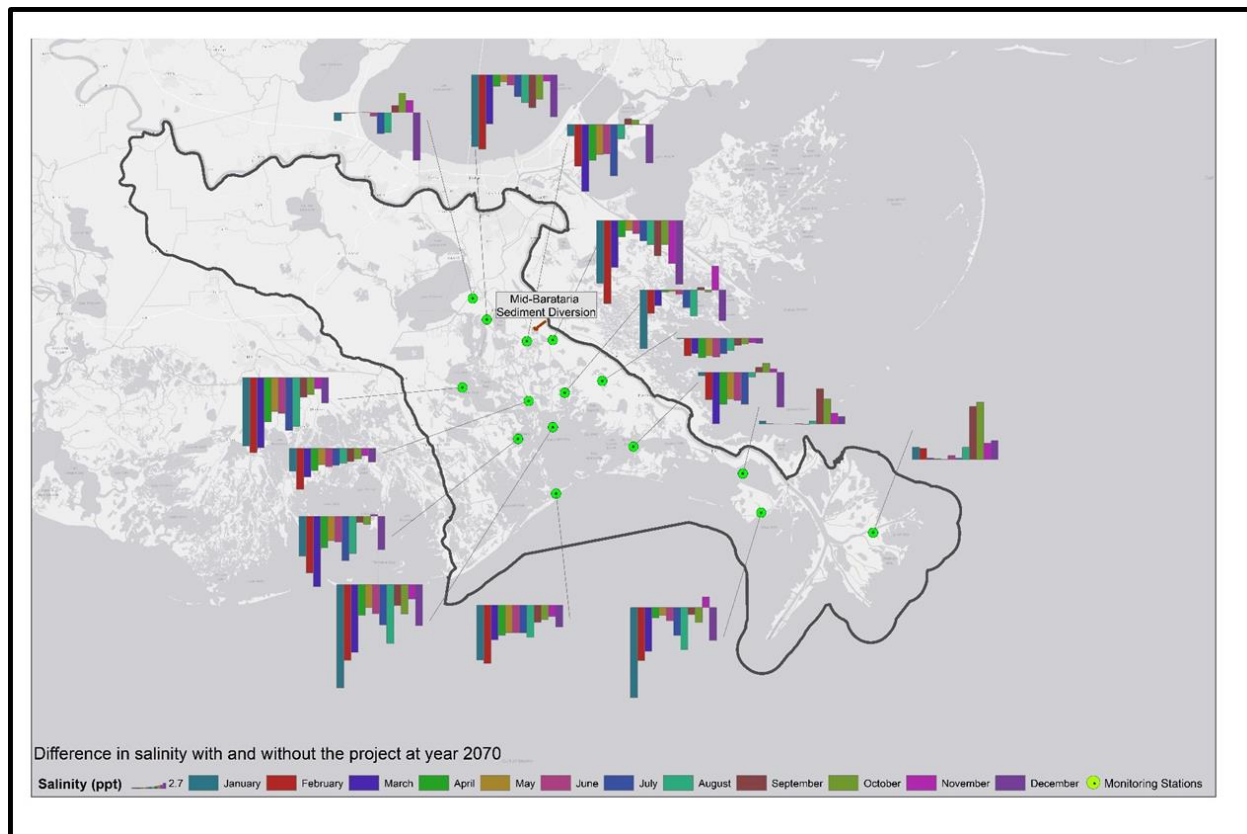 Mid-Barataria
Sediment Diversion
Difference in salinity with and without the project at year 2070
Salinity (ppt) 2.7 January February March April May June July August September October November December Monitoring Stations